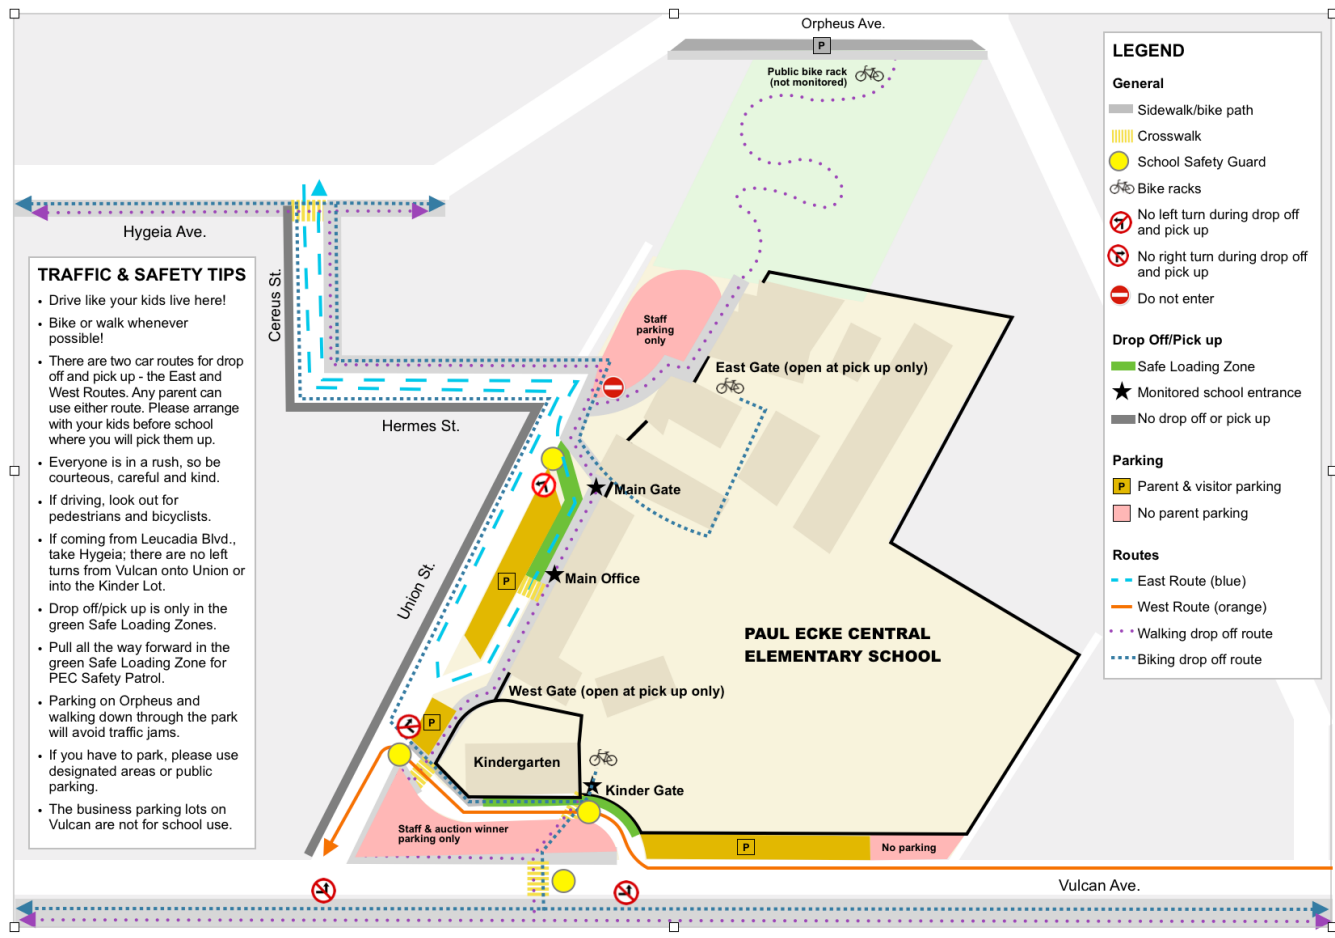 Orpheus Ave.
P
Public bike rack
(not monitored)
Hygeia Ave.
Cereus St.
Hermes St.
Union St.
Staff
parking
only
East Gate (open at pick up only)
Main Gate
Main Office
P
PAUL ECKE CENTRAL
ELEMENTARY SCHOOL
West Gate (open at pick up only)
P
Kindergarten
Kinder Gate
Staff & auction winner
parking only
P
No parking
Vulcan Ave.
TRAFFIC & SAFETY TIPS
• Drive like your kids live here!
• Bike or walk whenever
possible!
• There are two car routes for drop
off and pick up - the East and
West Routes. Any parent can
use either route. Please arrange
with your kids before school
where you will pick them up.
• Everyone is in a rush, so be
courteous, careful and kind.
• If driving, look out for
pedestrians and bicyclists.
• If coming from Leucadia Blvd.,
take Hygeia; there are no left
turns from Vulcan onto Union or
into the Kinder Lot.
• Drop off/pick up is only in the
green Safe Loading Zones.
• Pull all the way forward in the
green Safe Loading Zone for
PEC Safety Patrol.
• Parking on Orpheus and
walking down through the park
will avoid traffic jams.
• If you have to park, please use
designated areas or public
parking.
• The business parking lots on
Vulcan are not for school use.
LEGEND
General
Sidewalk/bike path
Crosswalk
School Safety Guard
Bike racks
No left turn during drop off
and pick up
No right turn during drop off
and pick up
Do not enter
Drop Off/Pick up
Safe Loading Zone
Monitored school entrance
No drop off or pick up
Parking
P Parent & visitor parking
No parent parking
Routes
East Route (blue)
West Route (orange)
Walking drop off route
Biking drop off route